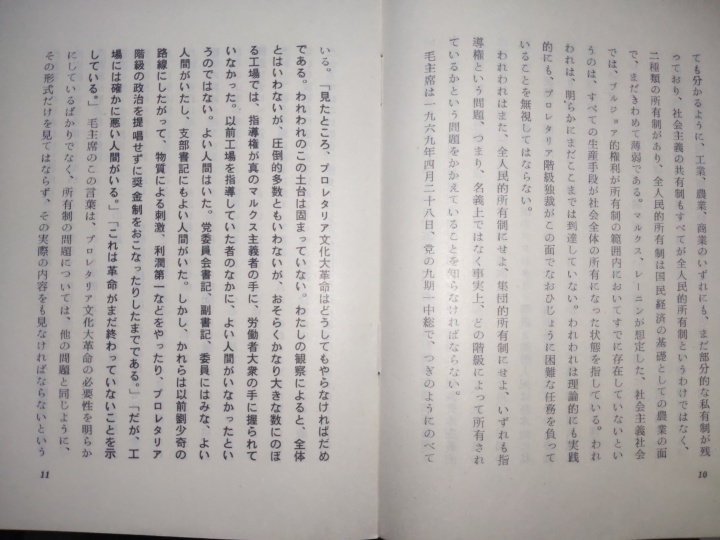 ても分かるように、工業、農業、商業のいずれにも、まだ部分的な私有制が残
っており、社会主義の共有制もすべてが全人民的所有制というわけではなく、
二種類の所有制があり、全人民的所有制は国民経済の基礎としての農業の面
で、まだきわめて薄弱である。マルクス、レーニンが想定した、社会主義社会
では、ブルジョア的権利が所有制の範囲内においてすでに存在していないとい
うのは、すべての生産手段が社会全体の所有になった状態を指している。われ
われは、明らかにまだここまでは到達していない。われわれは理論的にも実践
的にも、プロレタリア階級独裁がこの面でなおひじょうに困難な任務を負って
いることを無視してはならない。
われわれはまた、全人民的所有制にせよ、集団的所有制にせよ、いずれも指
導権という問題、つまり、名義上ではなく事実上、どの階級によって所有され
ているかという問題をかかえていることを知らなければならない。
毛主席は一九六九年四月二十八日、党の九期一中総で、つぎのようにのべて
10
いる。「見たところ、プロレタリア文化大革命はどうしてもやらなければだめ
である。われわれのこの土台は固まっていない。わたしの観察によると、全体
とはいわないが、圧倒的多数ともいわないが、おそらくかなり大きな数にのぼ
る工場では、指導権が真のマルクス主義者の手に、労働者大衆の手に握られて
いなかった。以前工場を指導していた者のなかに、よい人間がいなかったとい
うのではない。よい人間はいた。党委員会書記、副書記、委員にはみな、よい
人間がいたし、支部書記にもよい人間がいた。しかし、かれらは以前劉少奇の
路線にしたがって、物質による刺激、利潤第一などをやったり、プロレタリア
階級の政治を提唱せずに奨金制をおこなったりしたまでである。」「だが、工
場には確かに悪い人間がいる。」「これは革命がまだ終わっていないことを示
している。」毛主席のこの言葉は、プロレタリア文化大革命の必要性を明らか
にしているばかりでなく、所有制の問題については、他の問題と同じように、
その形式だけを見てはならず、その実際の内容をも見なければならないという
11